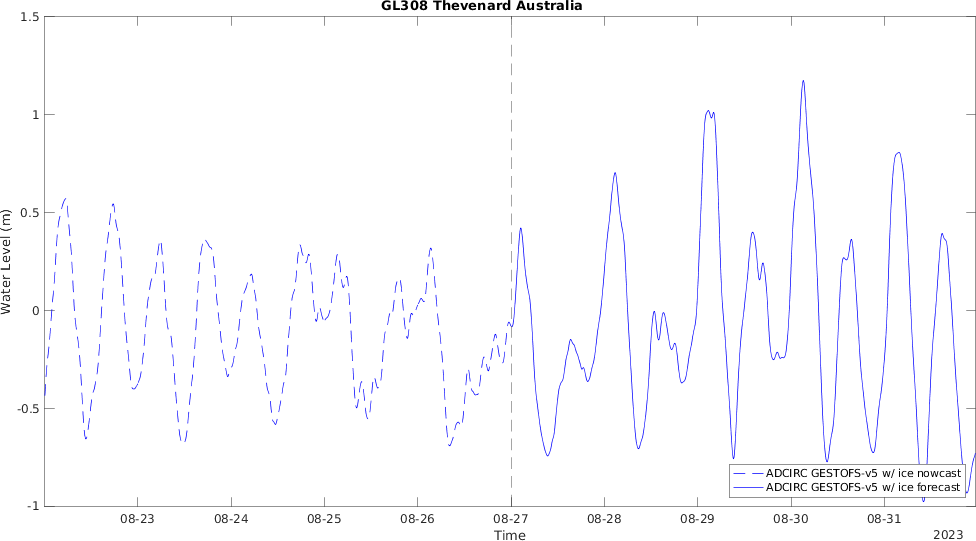 GL308 Thevenard Australia
1.5
1
0.5
0
-0.5
-1
Water Level (m)
ADCIRC GESTOFS-v5 w/ ice nowcast
ADCIRC GESTOFS-v5 w/ ice forecast
08-23 08-24 08-25 08-26 08-27 08-28 08-29 08-30 08-31
Time
2023